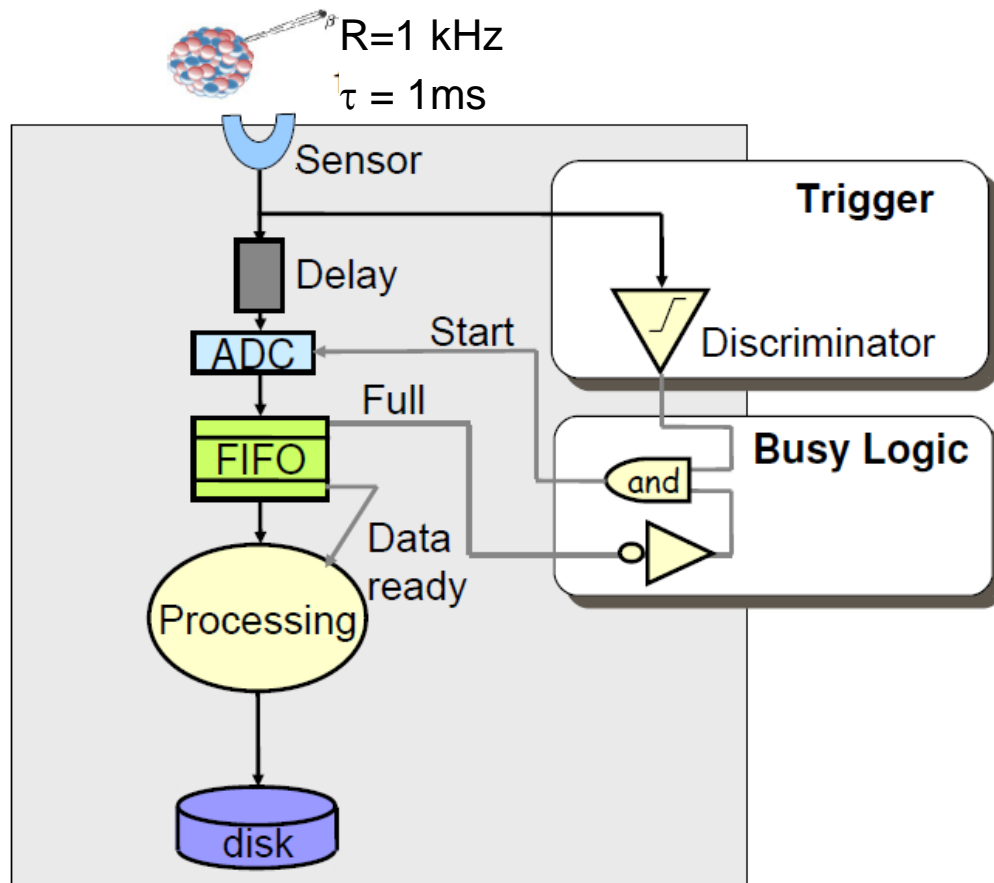 β
R=1 kHz
τ = 1ms
Sensor
Trigger
Delay
Discriminator
Start
ADC
Full
FIFO
Busy Logic
and
Data
ready
Processing
disk